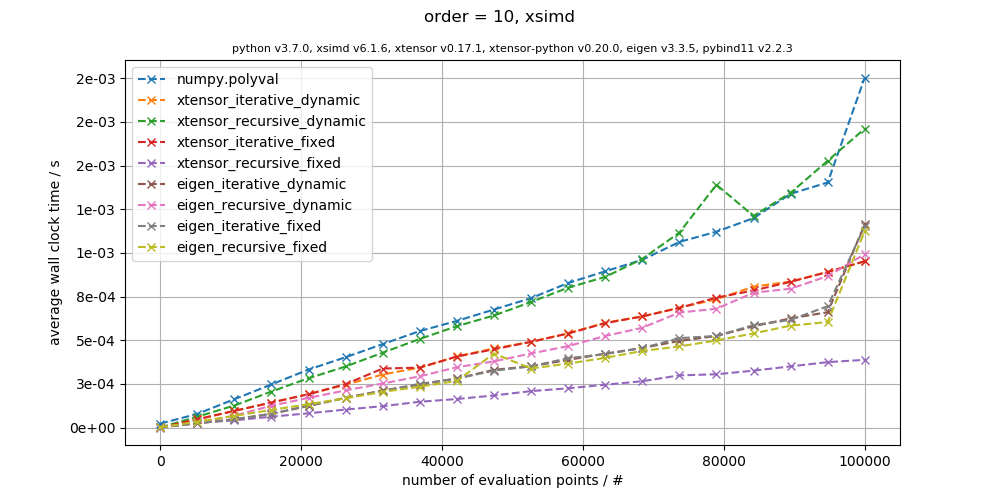 order = 10, xsimd
python v3.7.0, xsimd v6.1.6, xtensor v0.17.1, xtensor-python v0.20.0, eigen v3.3.5, pybind11 v2.2.3
average wall clock time / s
2e-03
2e-03
2e-03
1e-03
1e-03
8e-04
5e-04
3e-04
0e+00
numpy.polyval
xtensor_iterative_dynamic
xtensor_recursive_dynamic
xtensor_iterative_fixed
xtensor_recursive_fixed
eigen_iterative_dynamic
eigen_recursive_dynamic
eigen_iterative_fixed
eigen_recursive_fixed
0 20000 40000 60000 80000 100000
number of evaluation points / #